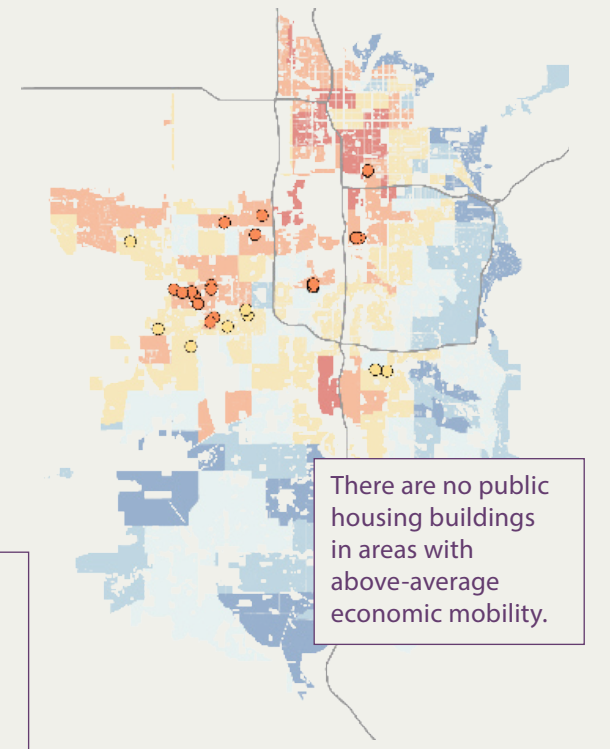 There are no public
housing buildings
in areas with
above-average
economic mobility.